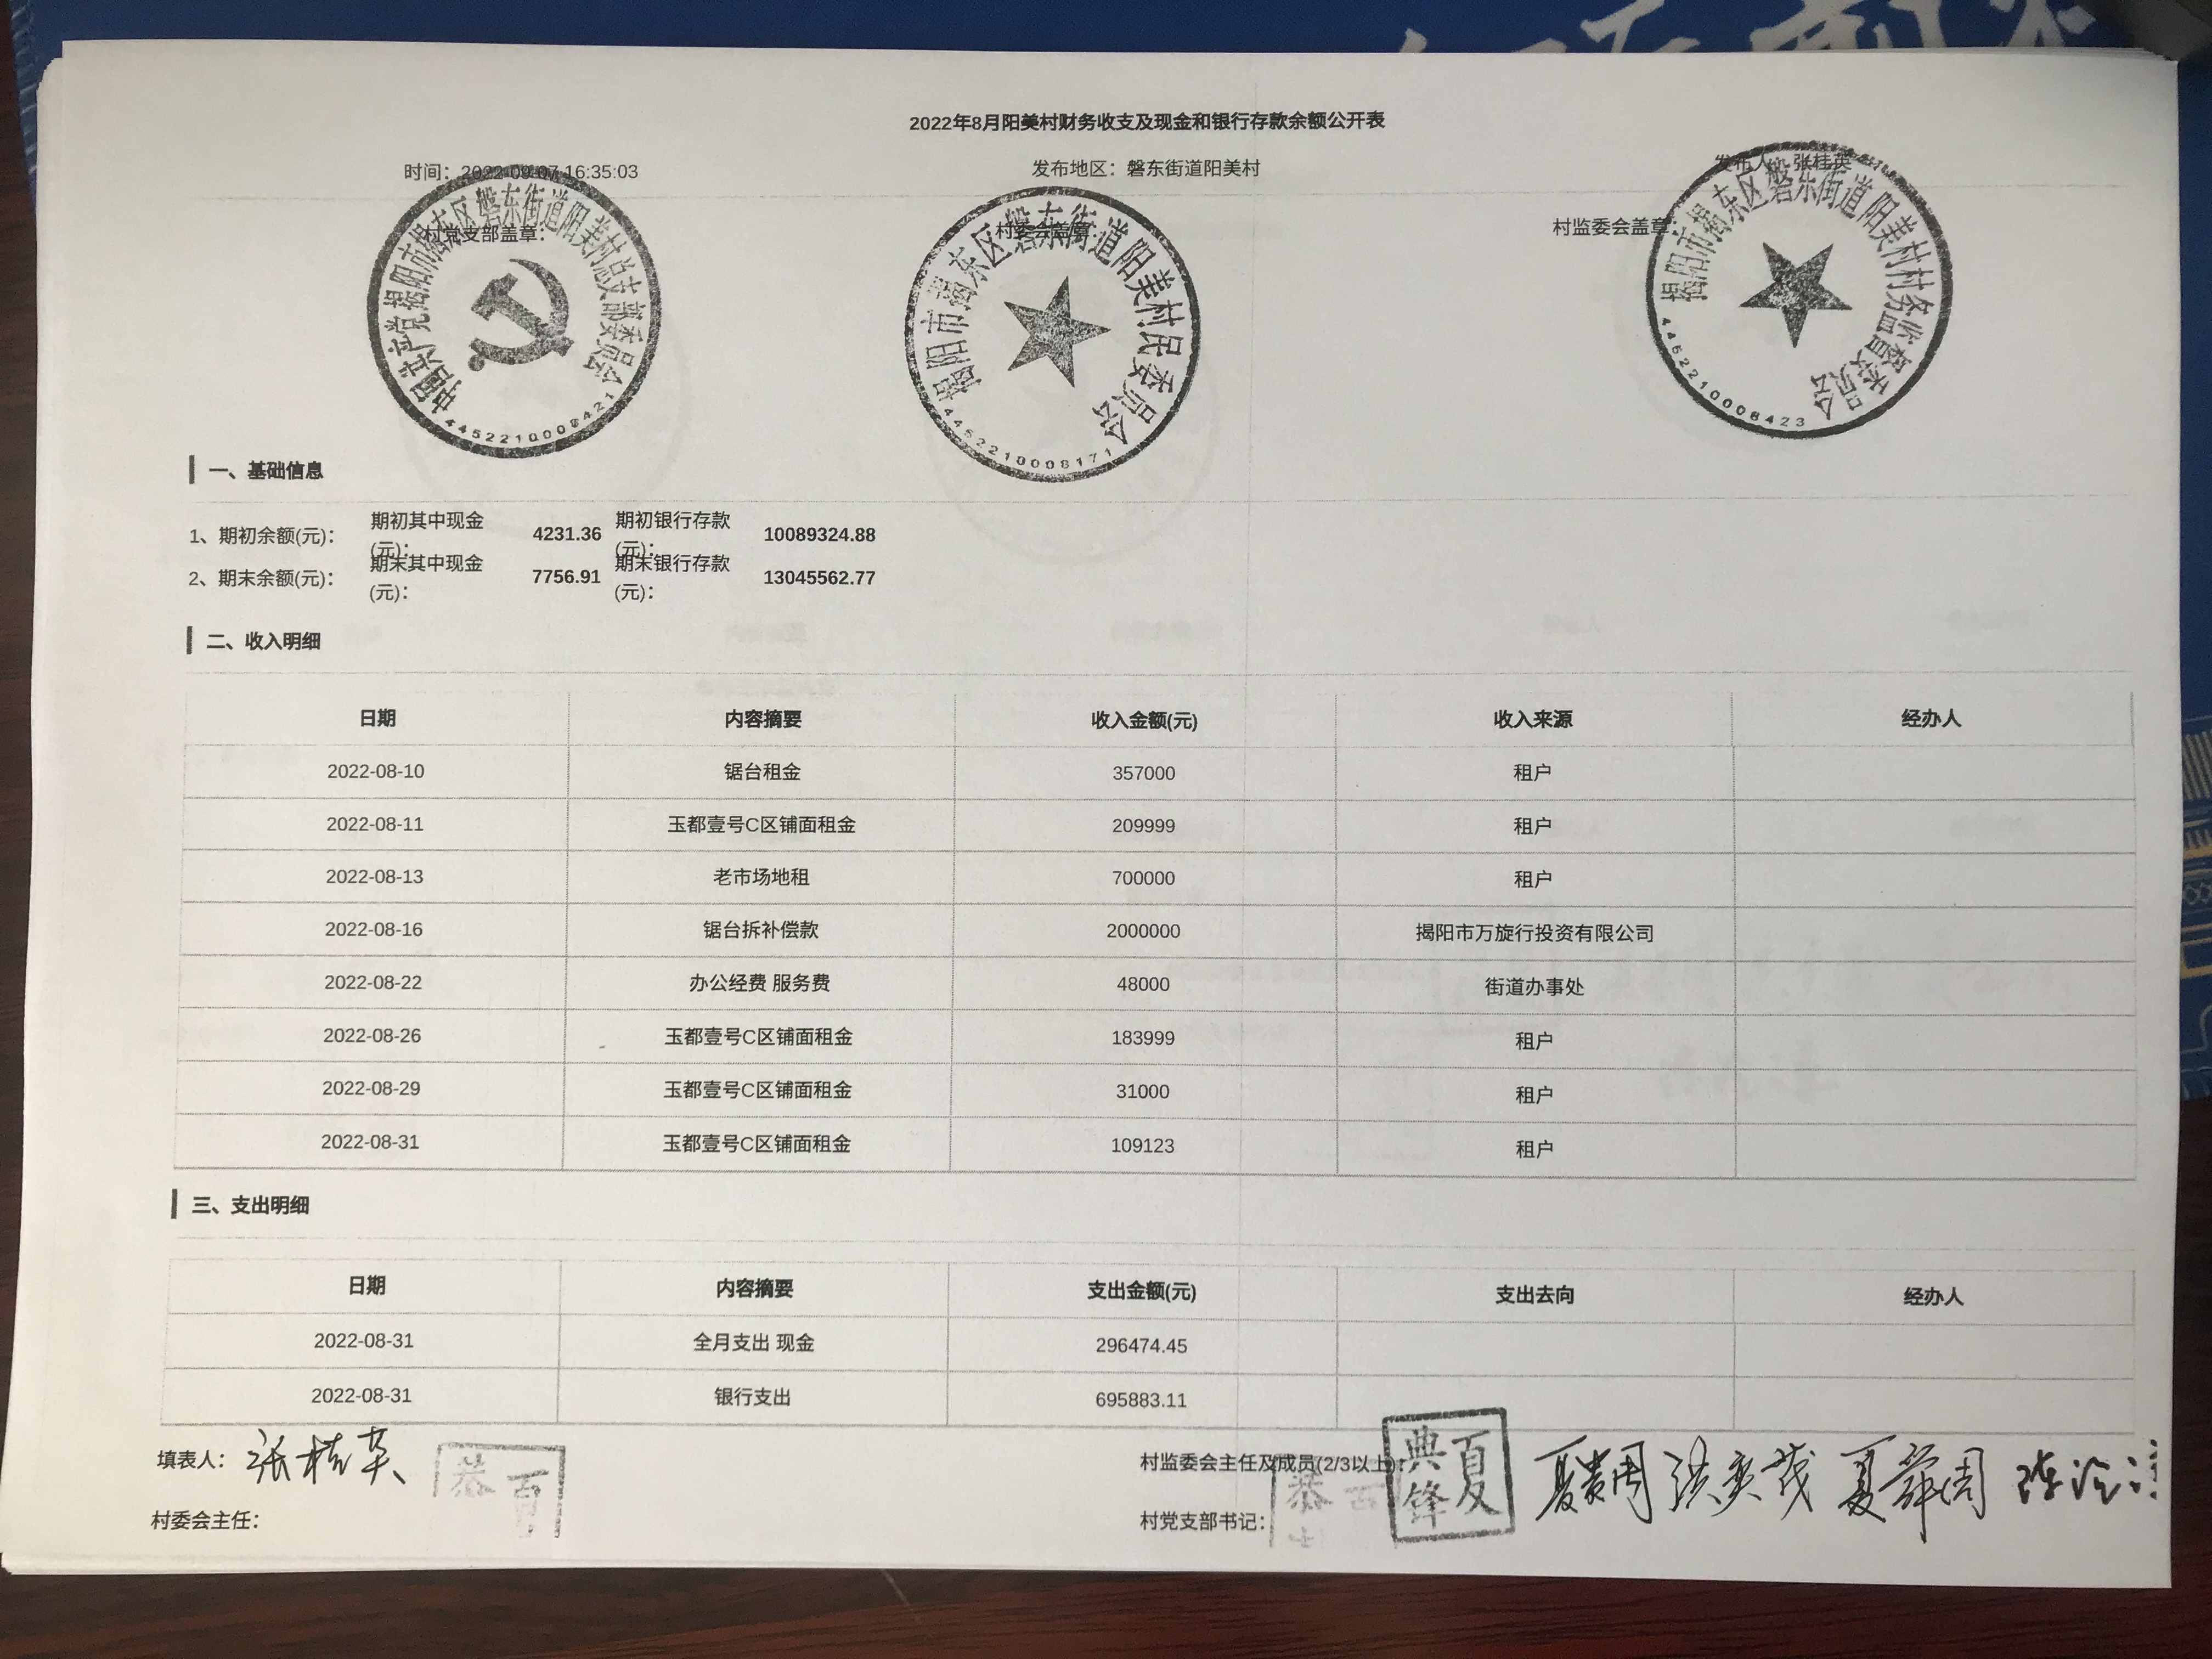 2022年8月阳美村财务收支及现金和银行存款余额公开表
时间：2022-09-07 16:35:03 发布地区：磐东街道阳美村 发布人：张桂英
村党支部盖章： 村委会盖章： 村监委会盖章：
中国共产党揭阳市揭东区磐东街道阳美村总支部委员会
4452210008421
揭阳市揭东区磐东街道阳美村民委员会
4452210008171
揭阳市揭东区磐东街道阳美村村务监督委员会
4452210008423
一、基础信息
1、期初余额(元)： 期初其中现金(元)： 4231.36 期初银行存款(元)： 10089324.88
2、期末余额(元)： 期末其中现金(元)： 7756.91 期末银行存款(元)： 13045562.77
二、收入明细
日期 内容摘要 收入金额(元) 收入来源 经办人
2022-08-10 锯台租金 357000 租户
2022-08-11 玉都壹号C区铺面租金 209999 租户
2022-08-13 老市场地租 700000 租户
2022-08-16 锯台拆补偿款 2000000 揭阳市万旋行投资有限公司
2022-08-22 办公经费 服务费 48000 街道办事处
2022-08-26 玉都壹号C区铺面租金 183999 租户
2022-08-29 玉都壹号C区铺面租金 31000 租户
2022-08-31 玉都壹号C区铺面租金 109123 租户
三、支出明细
日期 内容摘要 支出金额(元) 支出去向 经办人
2022-08-31 全月支出 现金 296474.45
2022-08-31 银行支出 695883.11
填表人：张桂英 村监委会主任及成员(2/3以上)： 夏典锋 夏舜周
村委会主任： 村党支部书记：